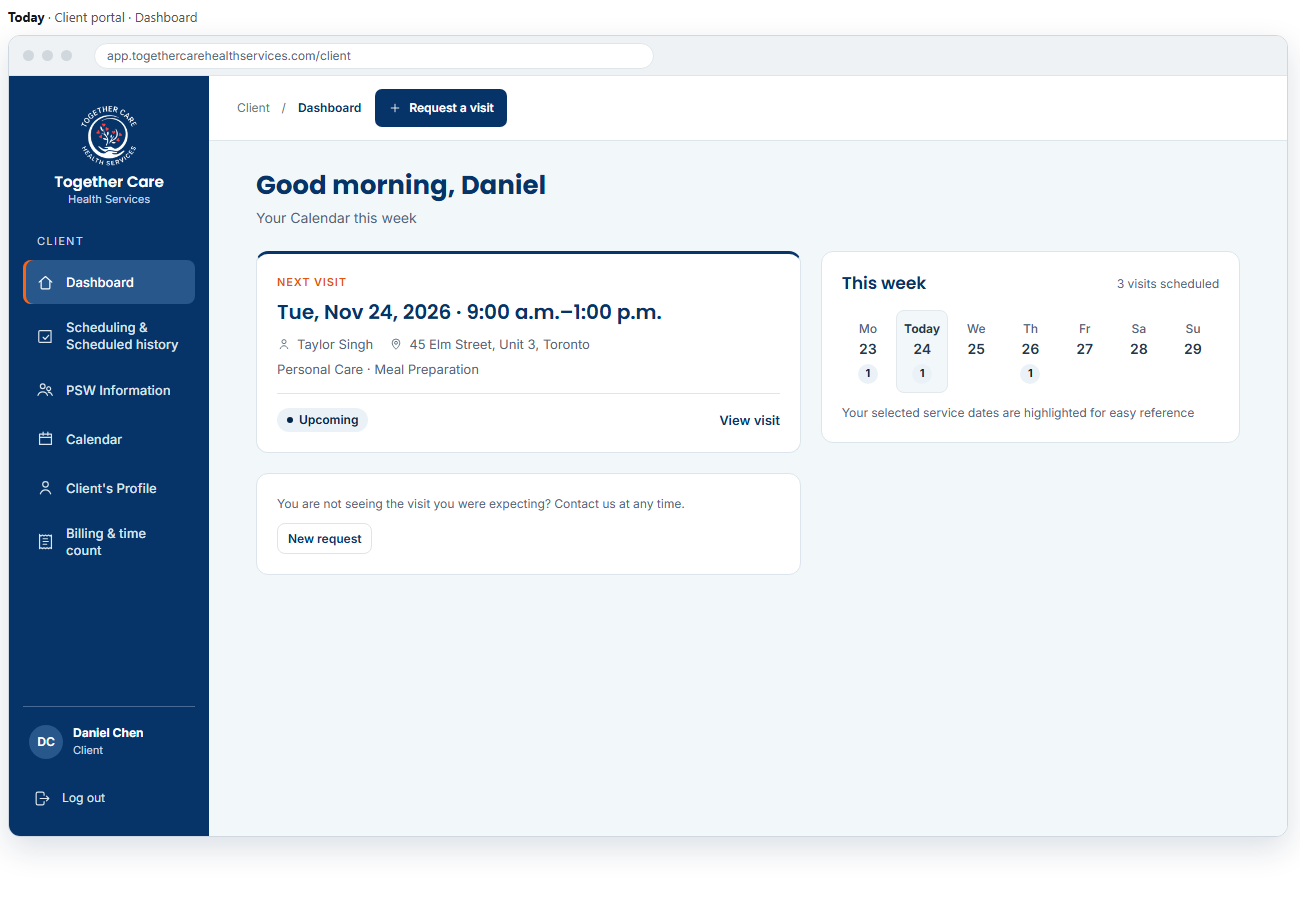 Today · Client portal · Dashboard
app.togethercarehealthservices.com/client
TOGETHER CARE
HEALTH SERVICES
Together Care
Health Services
CLIENT
Dashboard
Scheduling &
Scheduled history
PSW Information
Calendar
Client's Profile
Billing & time
count
DC
Daniel Chen
Client
Log out
Client / Dashboard
+ Request a visit
Good morning, Daniel
Your Calendar this week
NEXT VISIT
Tue, Nov 24, 2026 · 9:00 a.m.–1:00 p.m.
Taylor Singh 45 Elm Street, Unit 3, Toronto
Personal Care · Meal Preparation
Upcoming
View visit
You are not seeing the visit you were expecting? Contact us at any time.
New request
This week
3 visits scheduled
Mo Today We Th Fr Sa Su
23 24 25 26 27 28 29
1 1 1
Your selected service dates are highlighted for easy reference